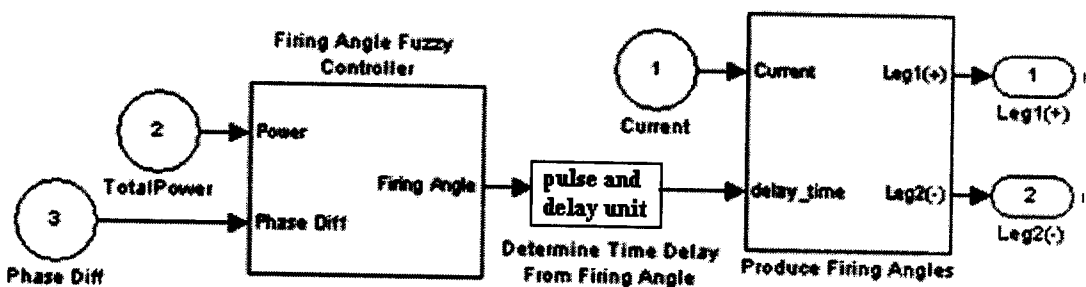 Firing Angle Fuzzy
Controller
2
TotalPower
3
Phase Diff
Power
Phase Diff
Firing Angle
pulse and
delay unit
Determine Time Delay
From Firing Angle
1
Current
Current
delay_time
Leg1(+)
Leg2(-)
Produce Firing Angles
1
Leg1(+)
2
Leg2(-)